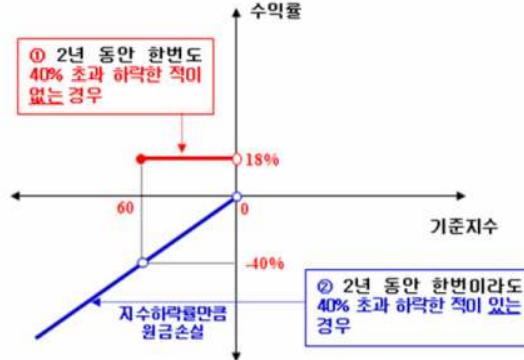 수익률
① 2년 동안 한번도
40% 초과 하락한 적이
없는 경우
18%
60
0
기준지수
-40%
지수하락률만큼
원금손실
② 2년 동안 한번이라도
40% 초과 하락한 적이 있는
경우